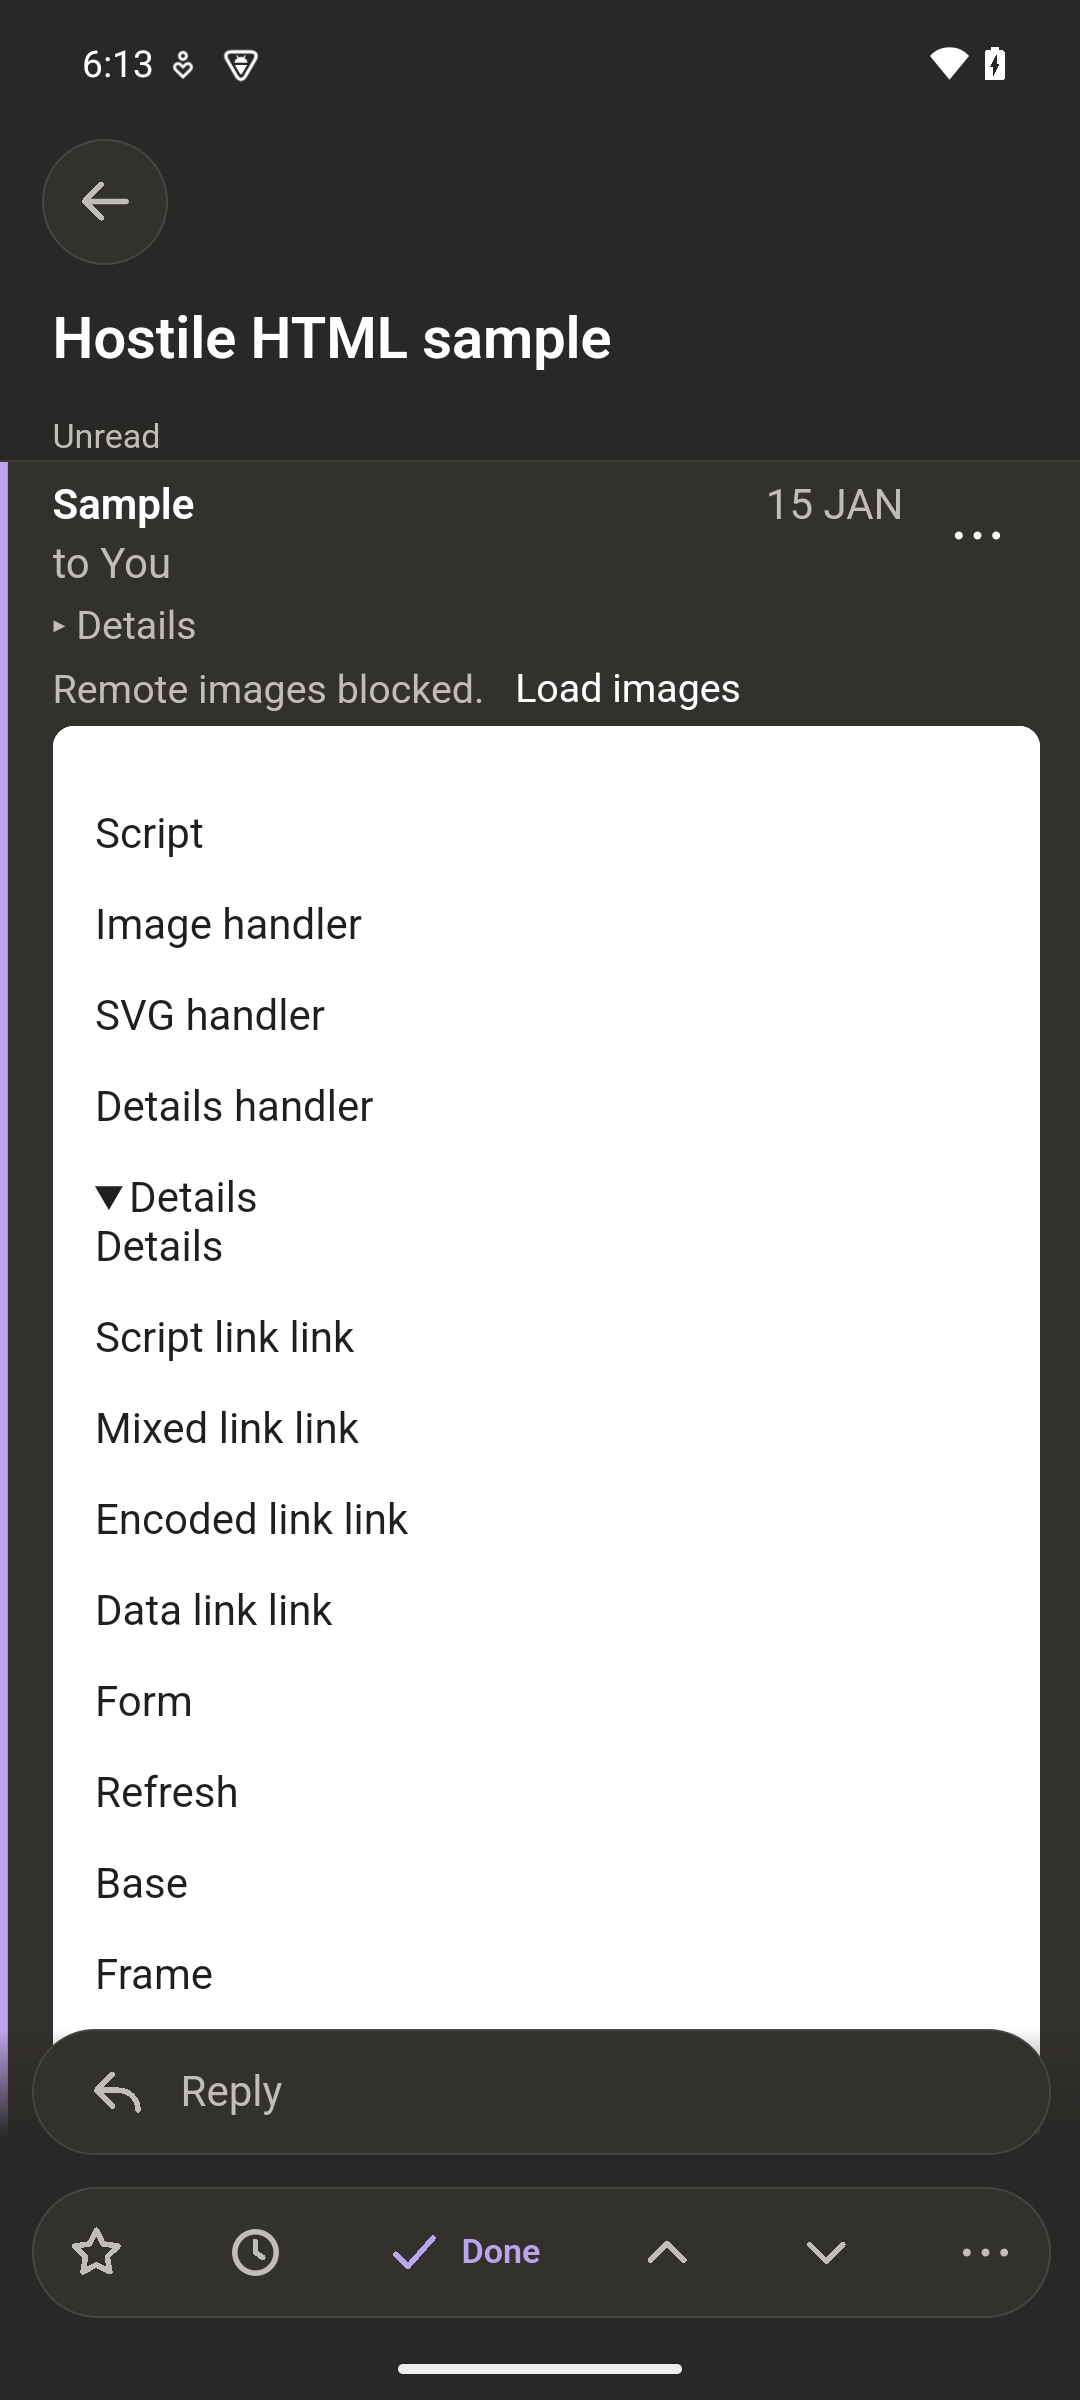 6:13
Hostile HTML sample
Unread
Sample 15 JAN
to You
Details
Remote images blocked. Load images
Script
Image handler
SVG handler
Details handler
Details
Details
Script link link
Mixed link link
Encoded link link
Data link link
Form
Refresh
Base
Frame
Reply
Done